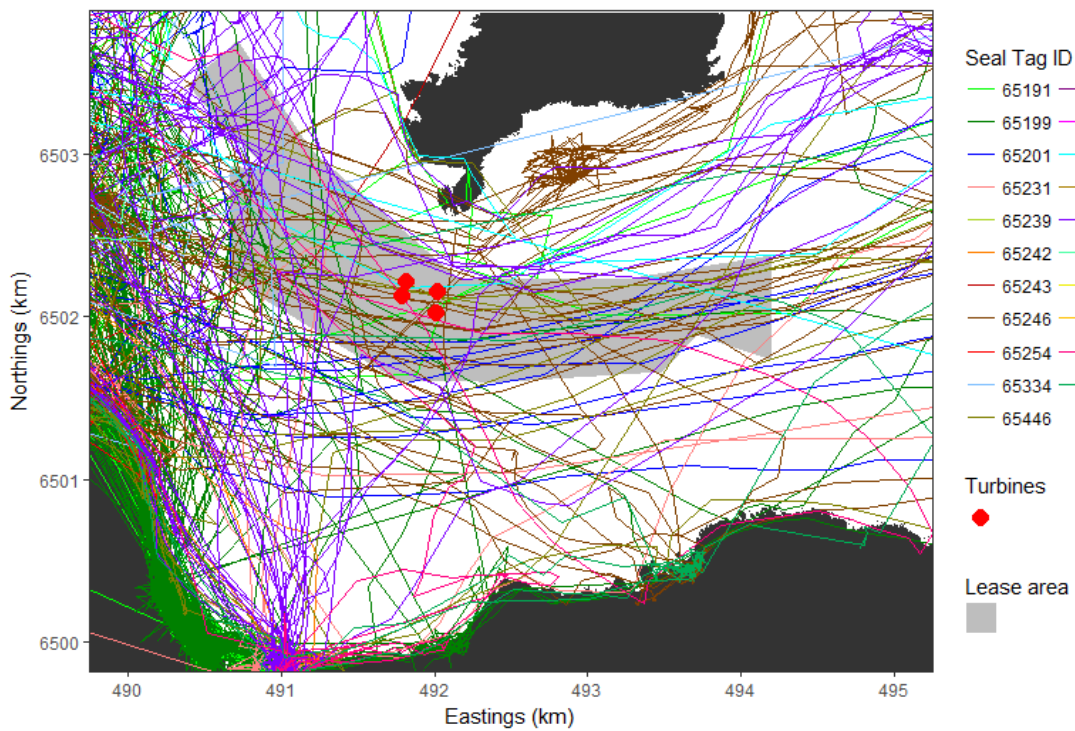 Seal Tag ID
65191
65199
65201
65231
65239
65242
65243
65246
65254
65334
65446
Turbines
Lease area
Northings (km)
6503
6502
6501
6500
490 491 492 493 494 495
Eastings (km)